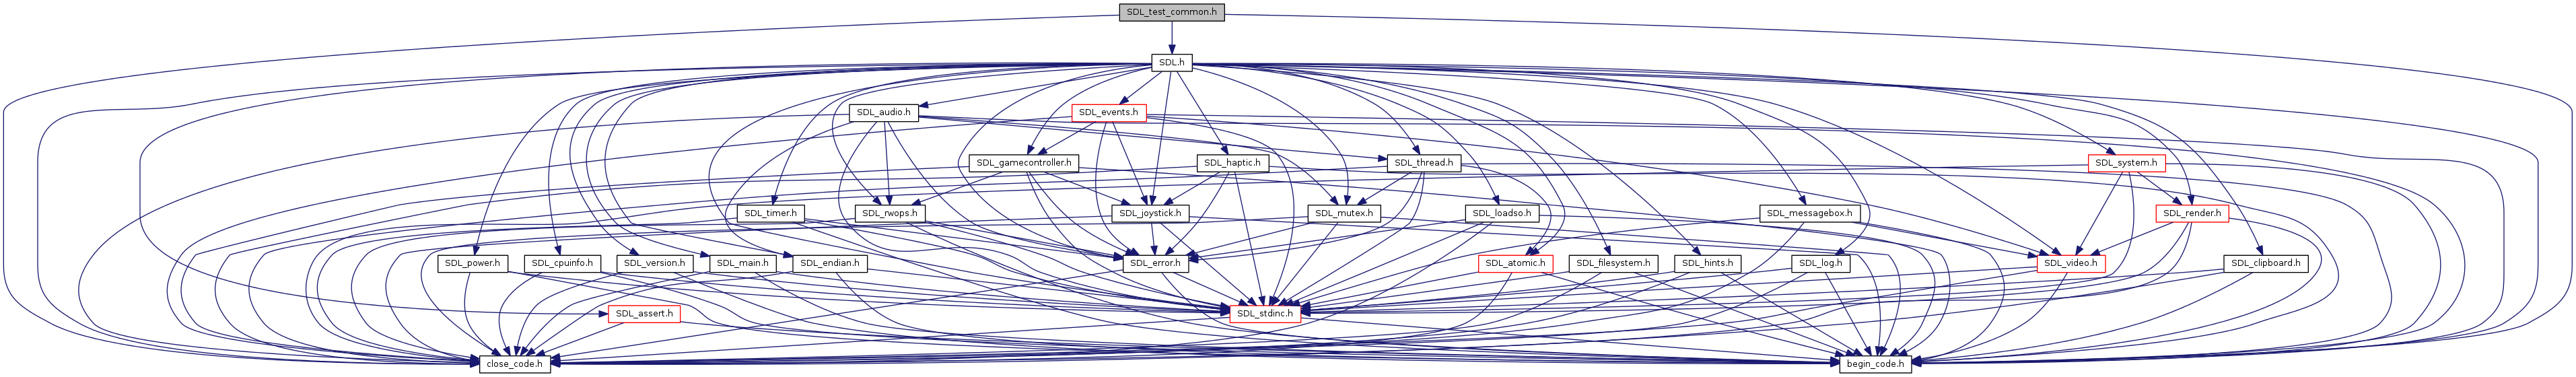 SDL_test_common.h
SDL.h
SDL_audio.h
SDL_events.h
SDL_gamecontroller.h
SDL_haptic.h
SDL_thread.h
SDL_system.h
SDL_timer.h
SDL_rwops.h
SDL_joystick.h
SDL_mutex.h
SDL_loadso.h
SDL_messagebox.h
SDL_render.h
SDL_power.h
SDL_cpuinfo.h
SDL_version.h
SDL_main.h
SDL_endian.h
SDL_error.h
SDL_atomic.h
SDL_filesystem.h
SDL_hints.h
SDL_log.h
SDL_video.h
SDL_clipboard.h
SDL_assert.h
SDL_stdinc.h
close_code.h
begin_code.h